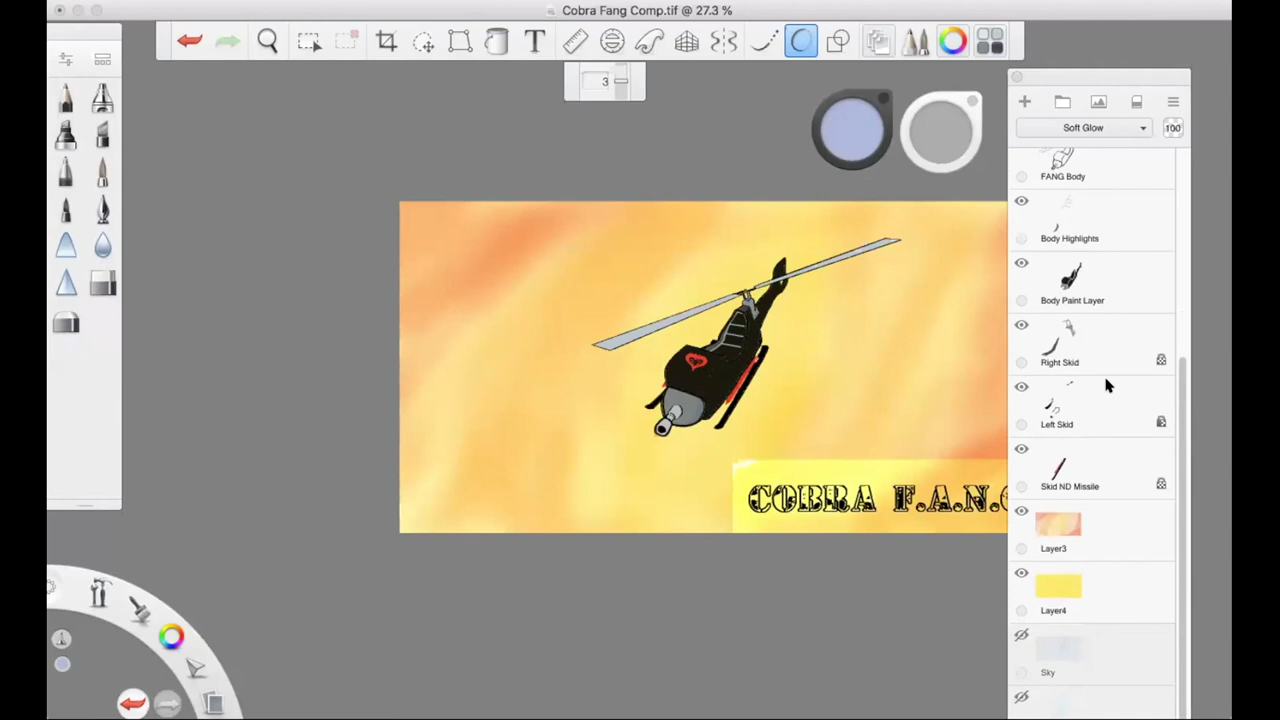 Cobra Fang Comp.tif @ 27.3 %
T
3
Soft Glow
100
FANG Body
Body Highlights
Body Paint Layer
Right Skid
Left Skid
Skid ND Missile
COBRA F.A.N.G
Layer3
Layer4
Sky